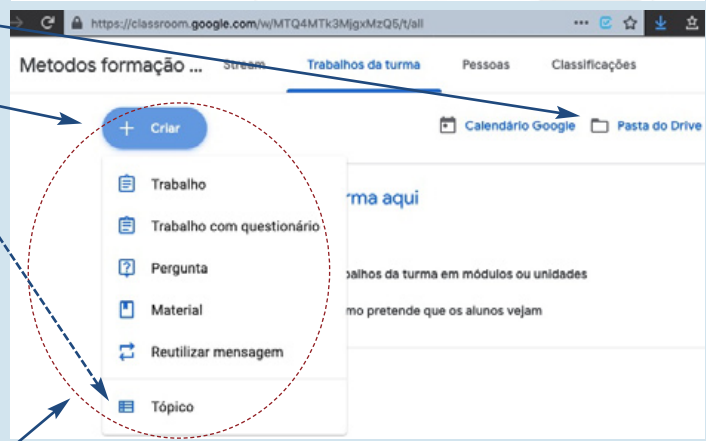 https://classroom.google.com/w/MTQ4MTk3MjgxMzQ5/t/all
Metodos formação ... Stream Trabalhos da turma Pessoas Classificações
+ Criar Calendário Google Pasta do Drive
Trabalho
rma aqui
Trabalho com questionário
Pergunta
balhos da turma em módulos ou unidades
Material
mo pretende que os alunos vejam
Reutilizar mensagem
Tópico